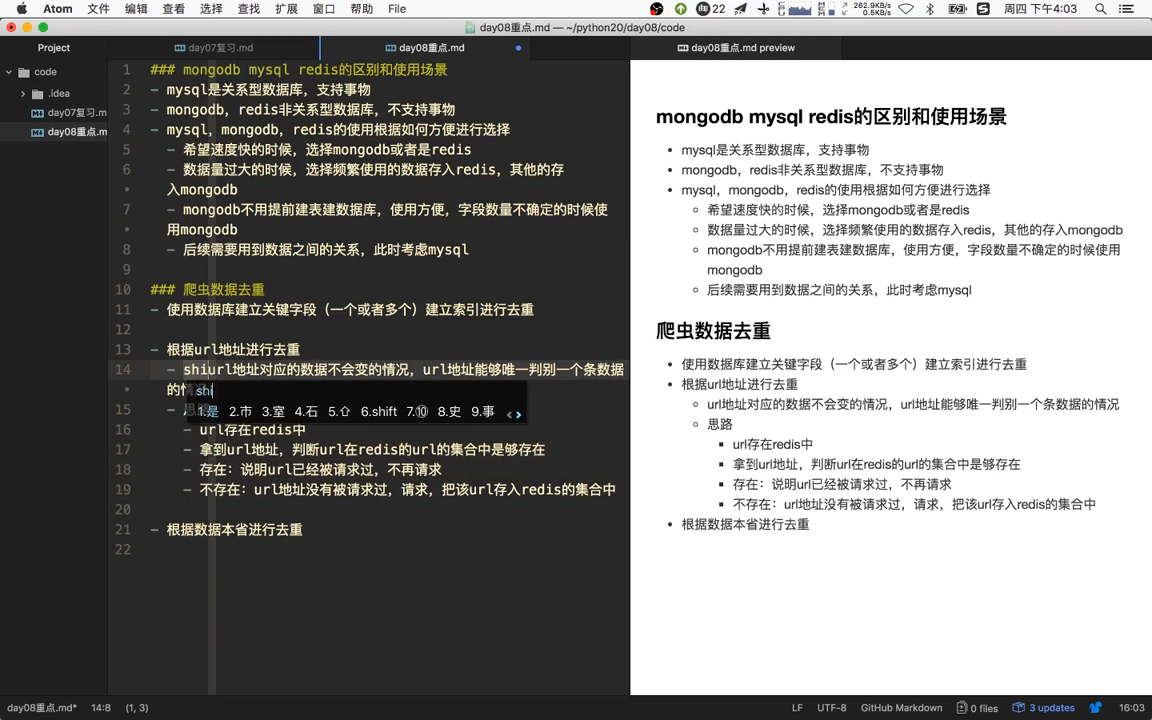 Atom 文件 编辑 查看 选择 查找 扩展 窗口 帮助 File 22 262.9KB/s 0.5KB/s 周四 下午4:03
day08重点.md — ~/python20/day08/code
Project day07复习.md day08重点.md day08重点.md preview
code
.idea
day07复习.m
day08重点.m
1 ### mongodb mysql redis的区别和使用场景
2 - mysql是关系型数据库，支持事物
3 - mongodb，redis非关系型数据库，不支持事物
4 - mysql，mongodb，redis的使用根据如何方便进行选择
5 - 希望速度快的时候，选择mongodb或者是redis
6 - 数据量过大的时候，选择频繁使用的数据存入redis，其他的存
入mongodb
7 - mongodb不用提前建表建数据库，使用方便，字段数量不确定的时候使
用mongodb
8 - 后续需要用到数据之间的关系，此时考虑mysql
9
10 ### 爬虫数据去重
11 - 使用数据库建立关键字段（一个或者多个）建立索引进行去重
12
13 - 根据url地址进行去重
14 - shiurl地址对应的数据不会变的情况，url地址能够唯一判别一个条数据
的情
shi
1.是 2.市 3.室 4.石 5.⇧ 6.shift 7.⑩ 8.史 9.事
15 -
16 - url存在redis中
17 - 拿到url地址，判断url在redis的url的集合中是够存在
18 - 存在：说明url已经被请求过，不再请求
19 - 不存在：url地址没有被请求过，请求，把该url存入redis的集合中
20
21 - 根据数据本省进行去重
22
mongodb mysql redis的区别和使用场景
mysql是关系型数据库，支持事物
mongodb，redis非关系型数据库，不支持事物
mysql，mongodb，redis的使用根据如何方便进行选择
希望速度快的时候，选择mongodb或者是redis
数据量过大的时候，选择频繁使用的数据存入redis，其他的存入mongodb
mongodb不用提前建表建数据库，使用方便，字段数量不确定的时候使用
mongodb
后续需要用到数据之间的关系，此时考虑mysql
爬虫数据去重
使用数据库建立关键字段（一个或者多个）建立索引进行去重
根据url地址进行去重
url地址对应的数据不会变的情况，url地址能够唯一判别一个条数据的情况
思路
url存在redis中
拿到url地址，判断url在redis的url的集合中是够存在
存在：说明url已经被请求过，不再请求
不存在：url地址没有被请求过，请求，把该url存入redis的集合中
根据数据本省进行去重
day08重点.md* 14:8 (1, 3) LF UTF-8 GitHub Markdown 0 files 3 updates 16:03